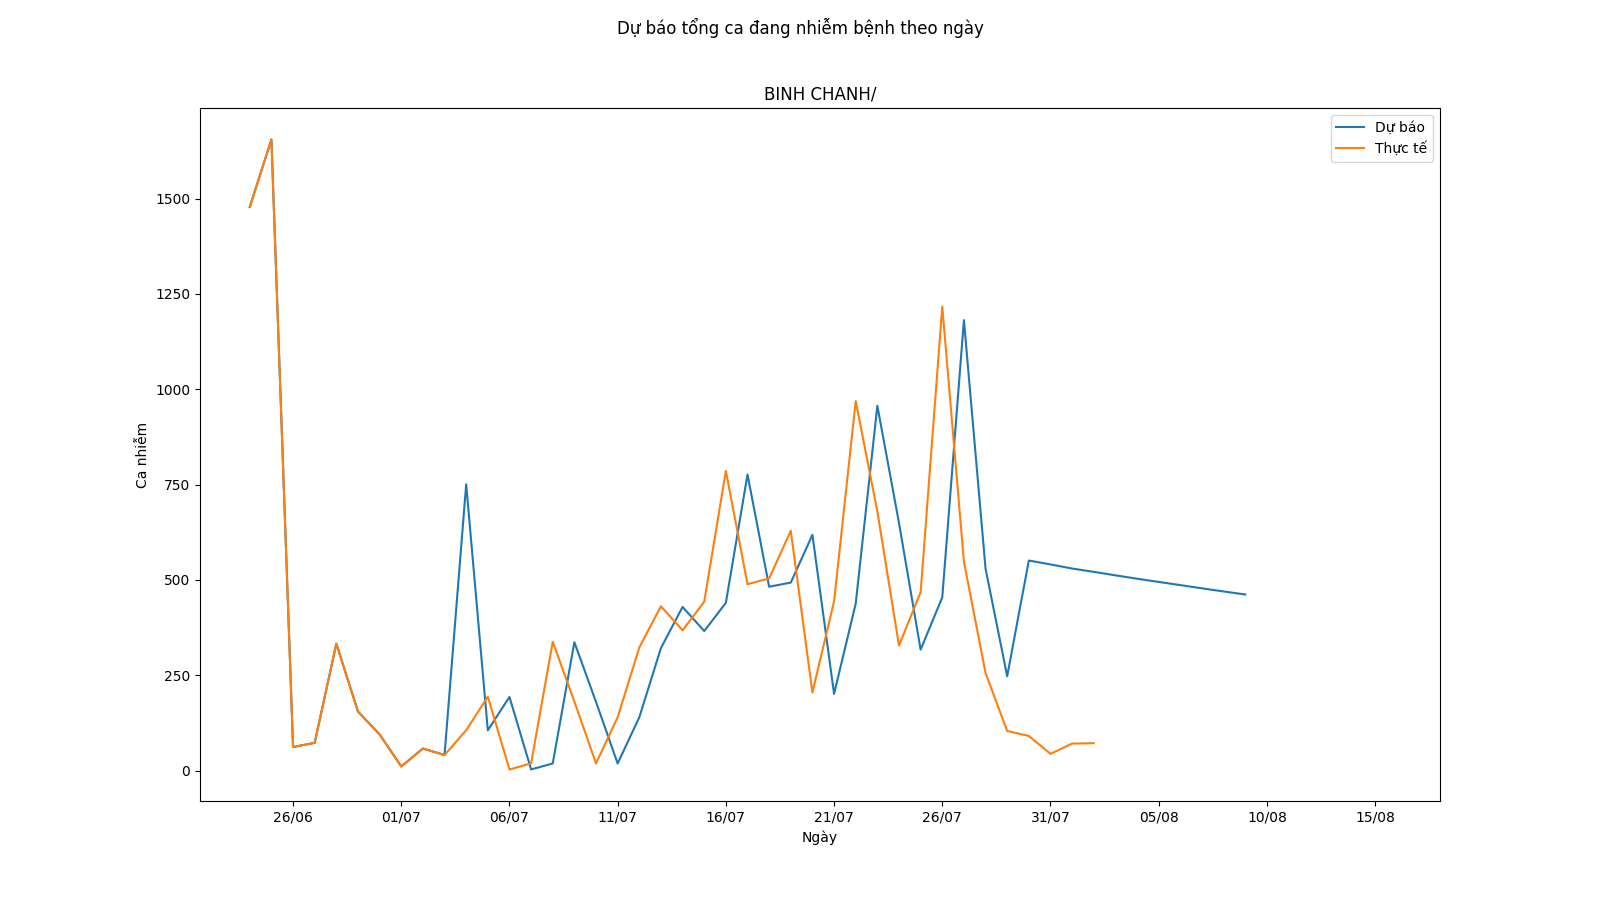 Dự báo tổng ca đang nhiễm bệnh theo ngày
BINH CHANH/
Dự báo
Thực tế
1500
1250
1000
750
500
250
0
Ca nhiễm
26/06 01/07 06/07 11/07 16/07 21/07 26/07 31/07 05/08 10/08 15/08
Ngày